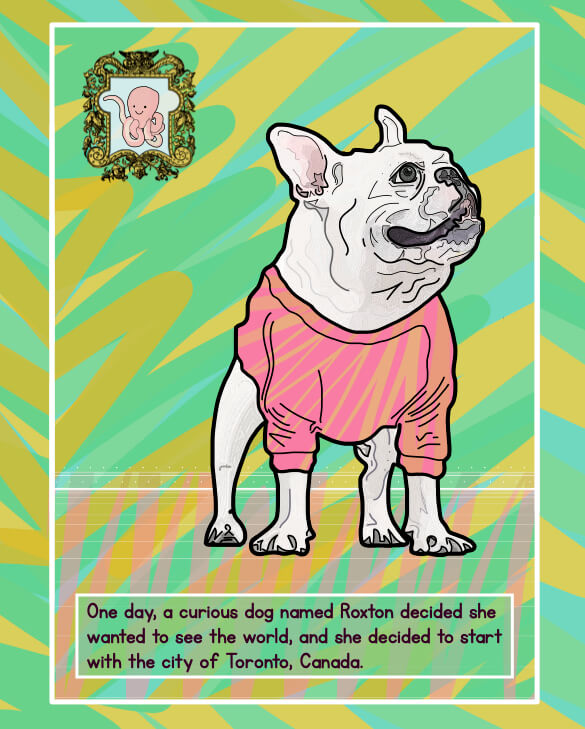 One day, a curious dog named Roxton decided she
wanted to see the world, and she decided to start
with the city of Toronto, Canada.